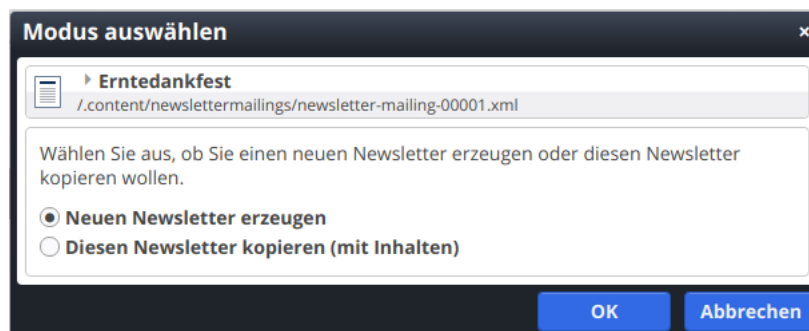 Modus auswählen
Erntedankfest
/.content/newslettermailings/newsletter-mailing-00001.xml
Wählen Sie aus, ob Sie einen neuen Newsletter erzeugen oder diesen Newsletter
kopieren wollen.
Neuen Newsletter erzeugen
Diesen Newsletter kopieren (mit Inhalten)
OK Abbrechen